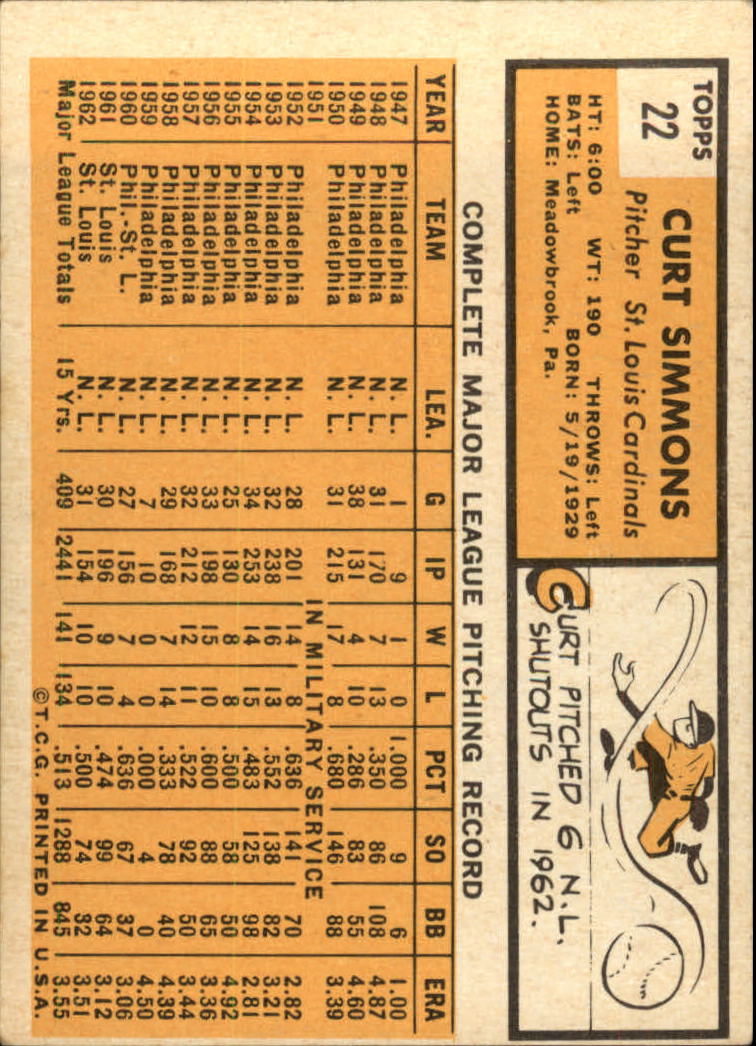 TOPPS
22
CURT SIMMONS
Pitcher St. Louis Cardinals
HT: 6:00 WT: 190 THROWS: Left
BATS: Left BORN: 5/19/1929
HOME: Meadowbrook, Pa.
CURT PITCHED 6 N.L.
SHUTOUTS IN 1962.
COMPLETE MAJOR LEAGUE PITCHING RECORD
YEAR TEAM LEA. G IP W L PCT SO BB ERA
1947 Philadelphia N. L. 1 9 1 0 1.000 9 6 1.00
1948 Philadelphia N. L. 31 170 7 13 .350 86 108 4.87
1949 Philadelphia N. L. 38 131 4 10 .286 83 55 4.60
1950 Philadelphia N. L. 31 215 17 8 .680 146 88 3.39
1951 IN MILITARY SERVICE
1952 Philadelphia N. L. 28 201 14 8 .636 141 70 2.82
1953 Philadelphia N. L. 32 238 16 13 .552 138 82 3.21
1954 Philadelphia N. L. 34 253 14 15 .483 125 98 2.81
1955 Philadelphia N. L. 25 130 8 8 .500 58 50 4.92
1956 Philadelphia N. L. 33 198 15 10 .600 88 65 3.36
1957 Philadelphia N. L. 32 212 12 11 .522 92 50 3.44
1958 Philadelphia N. L. 29 168 7 14 .333 78 40 4.39
1959 Philadelphia N. L. 7 10 0 0 .000 4 0 4.50
1960 Phil.-St. L. N. L. 27 156 7 4 .636 67 37 3.06
1961 St. Louis N. L. 30 196 9 10 .474 99 64 3.12
1962 St. Louis N. L. 31 154 10 10 .500 74 32 3.51
Major League Totals 15 Yrs. 409 2441 141 134 .513 1288 845 3.55
©T.C.G. PRINTED IN U.S.A.